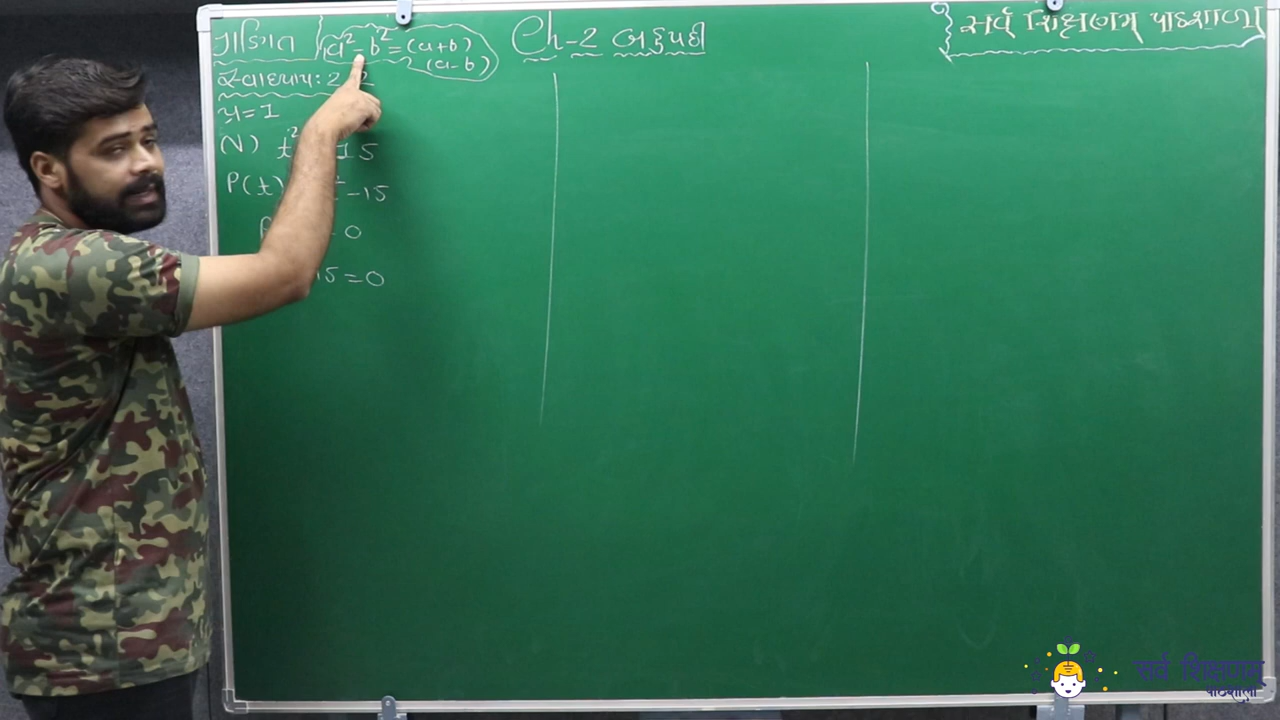 ગણિત a²-b²=(a+b)
(a-b)
Ch-2 બહુપદી
સર્વ શિક્ષણમ્ પાઠશાળા
સ્વાધ્યાય: 2.2
પ્ર=1
(V) t² 15
P(t) -15
0
15=0
સર્વ શિક્ષણમ્
પાઠશાળા